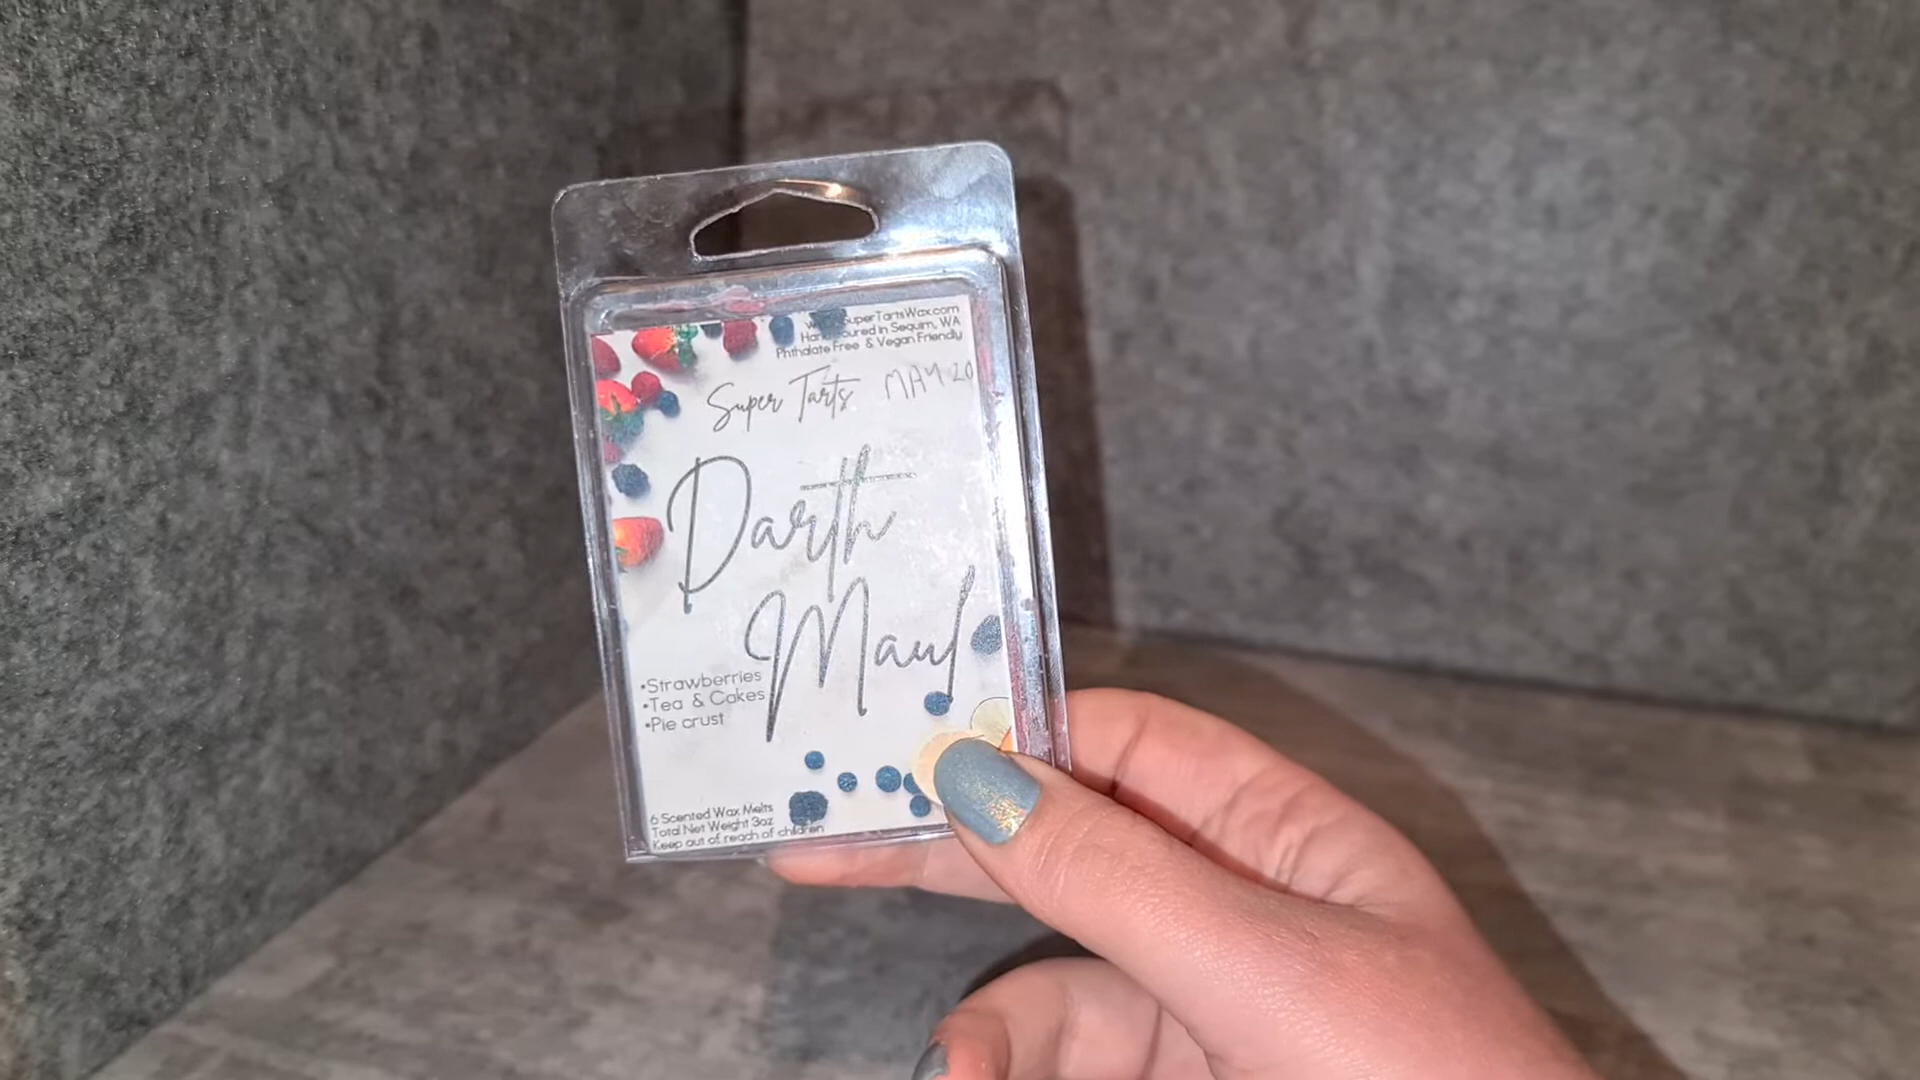 SuperTartsWax.com
Hand Poured in Sequim, WA
Phthalate Free & Vegan Friendly
Super Tarts MAY 20
Darth
Maul
•Strawberries
•Tea & Cakes
•Pie crust
6 Scented Wax Melts
Total Net Weight 3oz
Keep out of reach of children